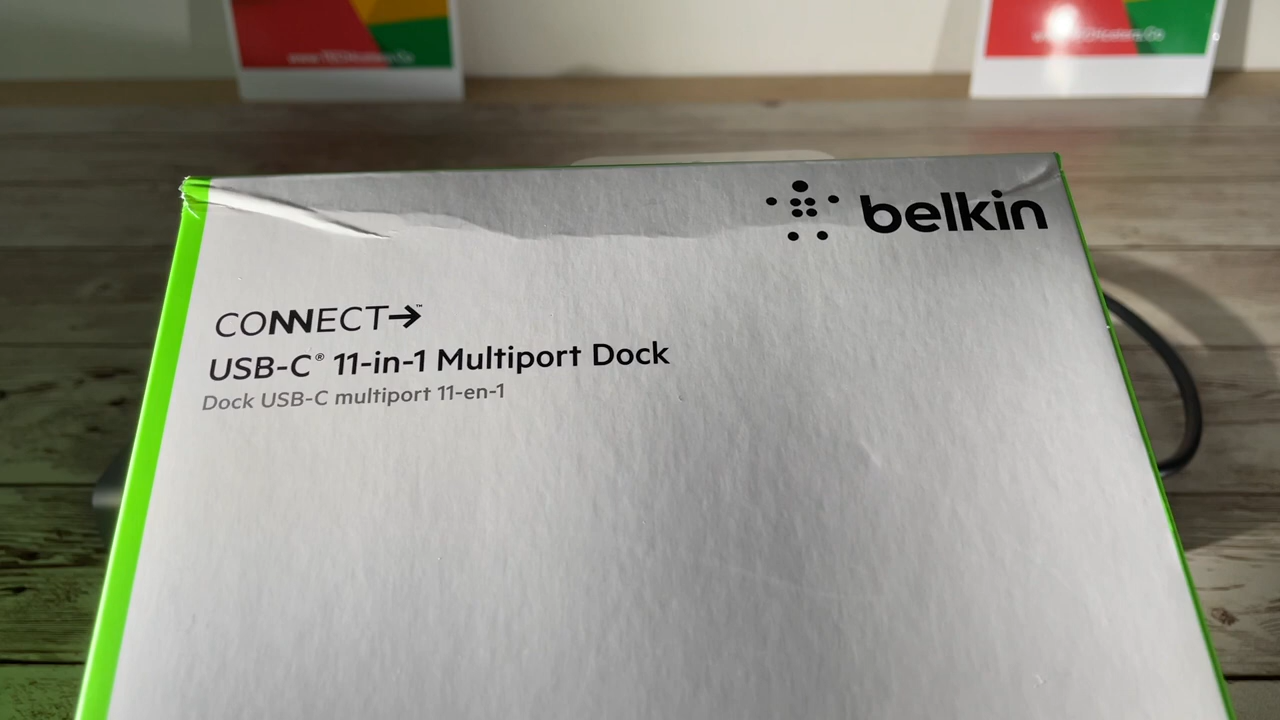 belkin
CONNECT→™
USB-C® 11-in-1 Multiport Dock
Dock USB-C multiport 11-en-1